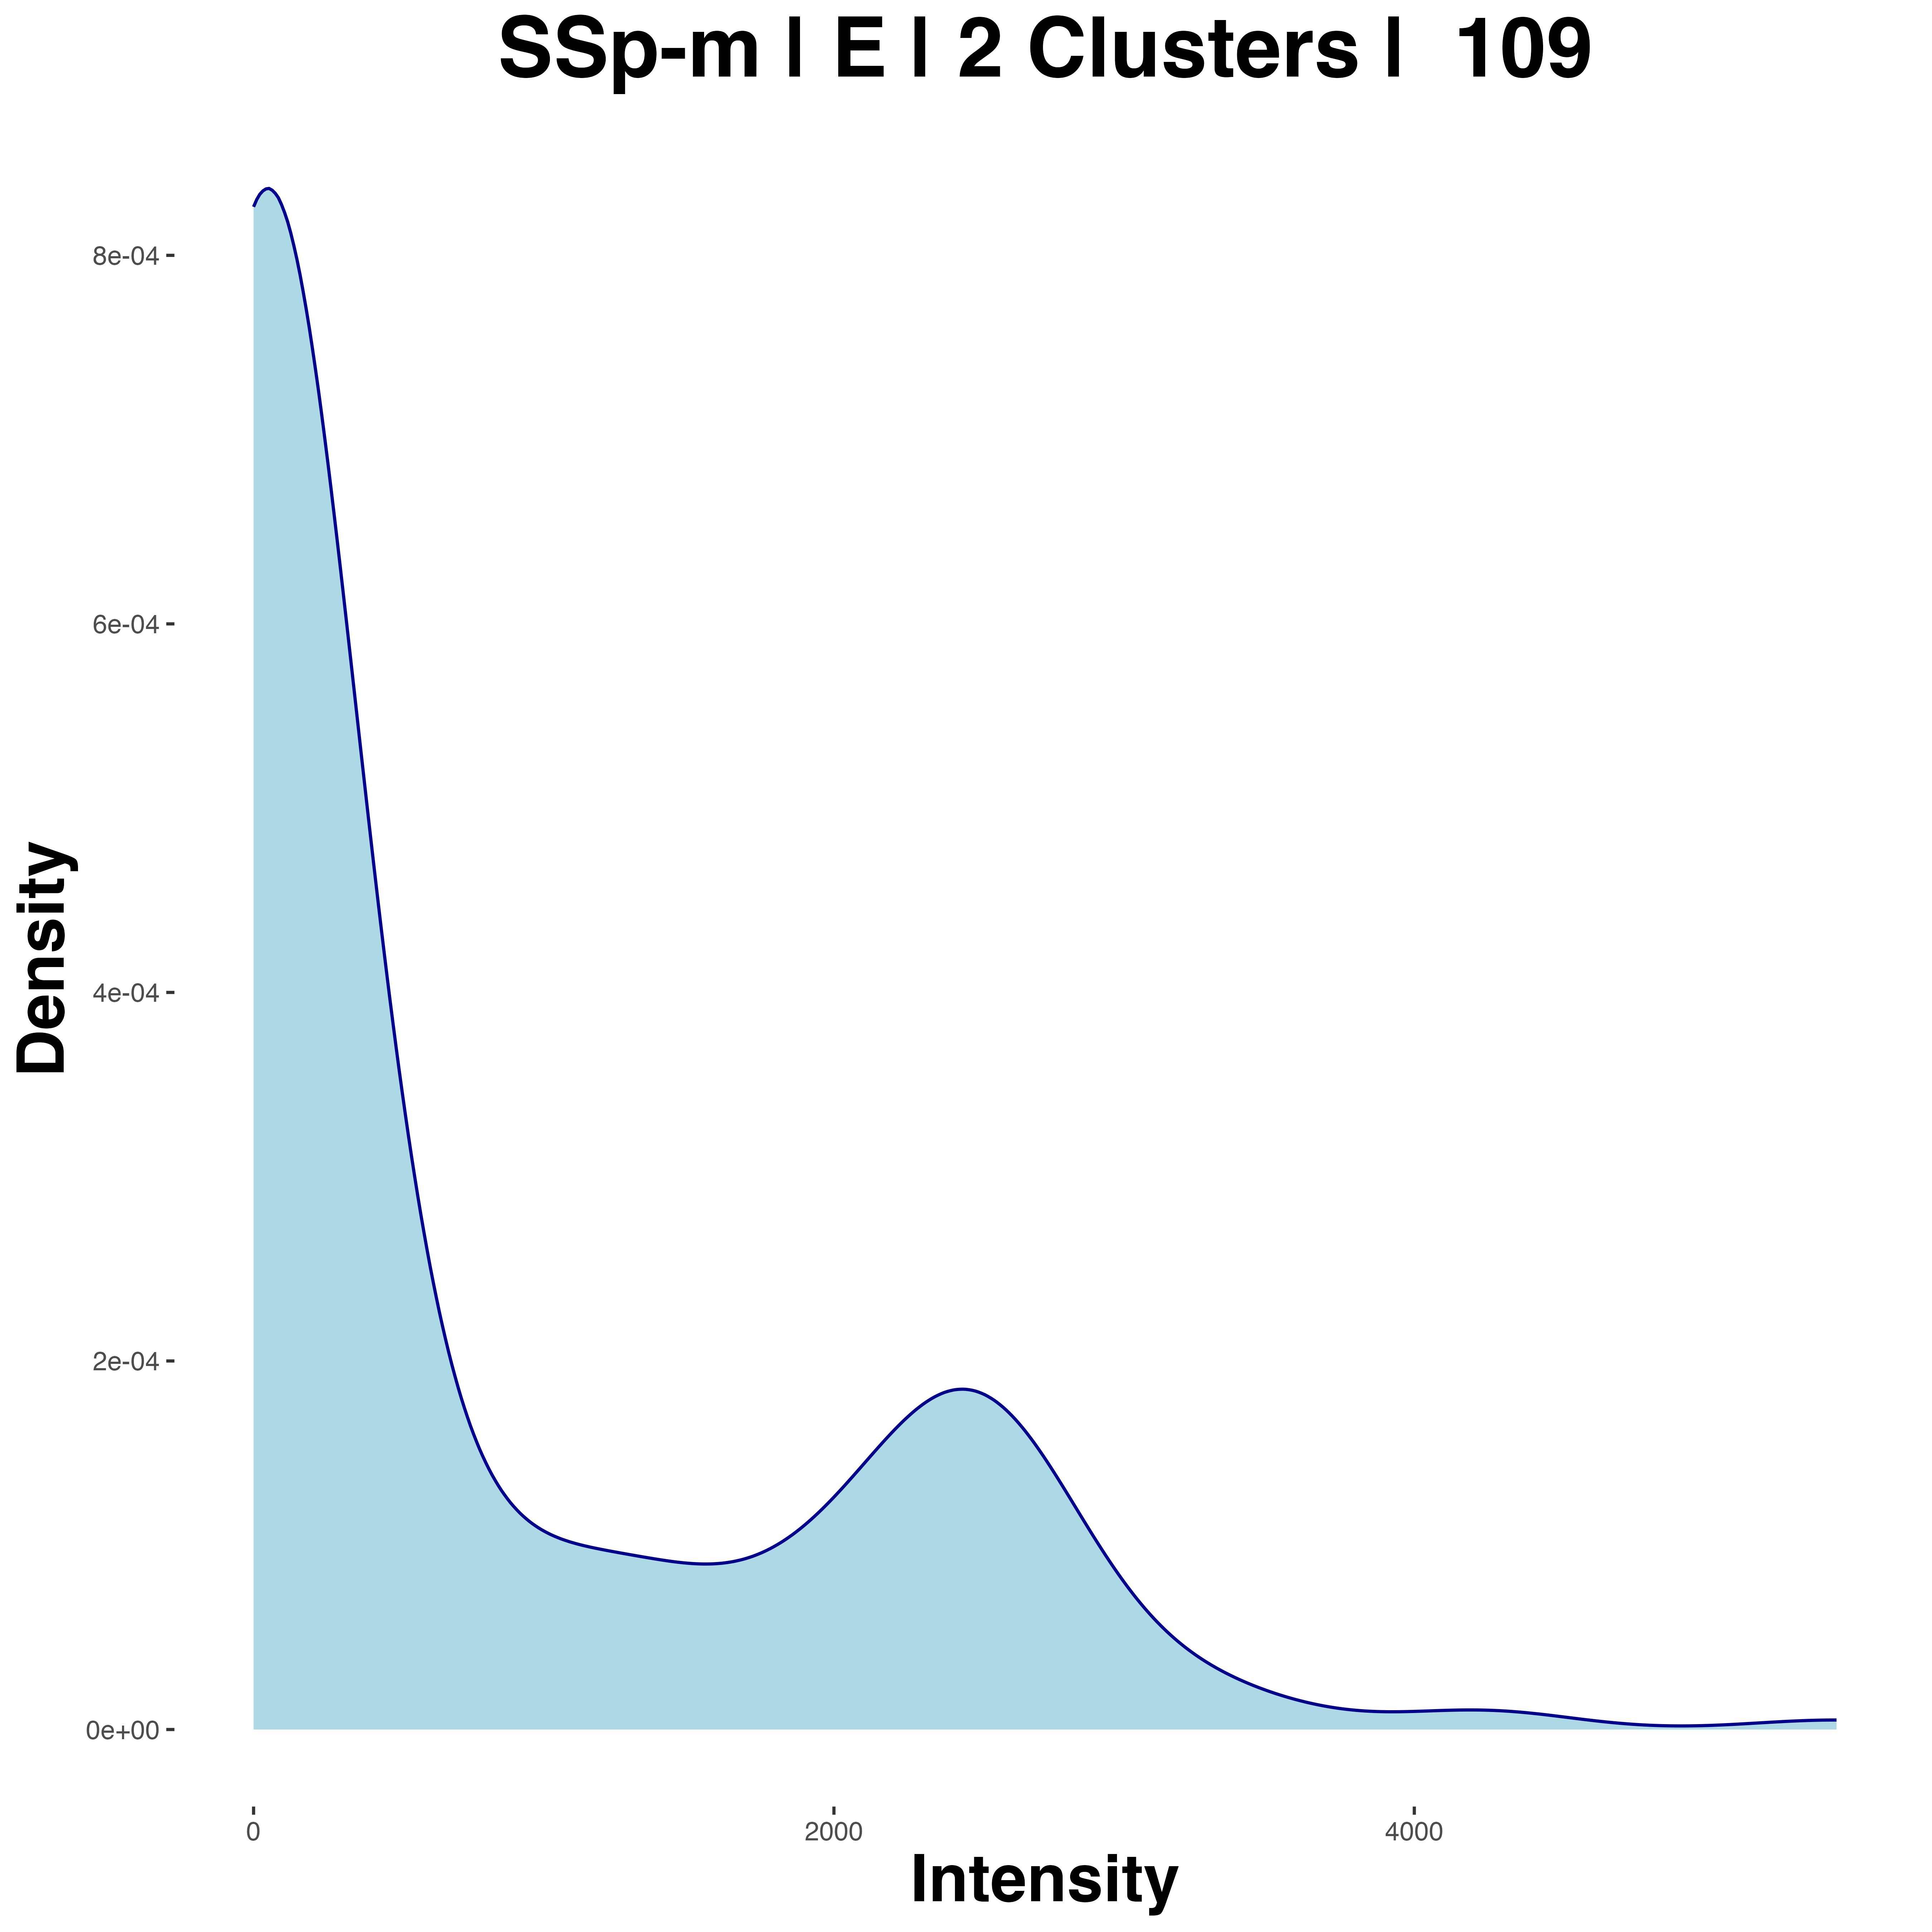 SSp-m | E | 2 Clusters | 109
8e-04
6e-04
4e-04
2e-04
0e+00
Density
0
2000
4000
Intensity